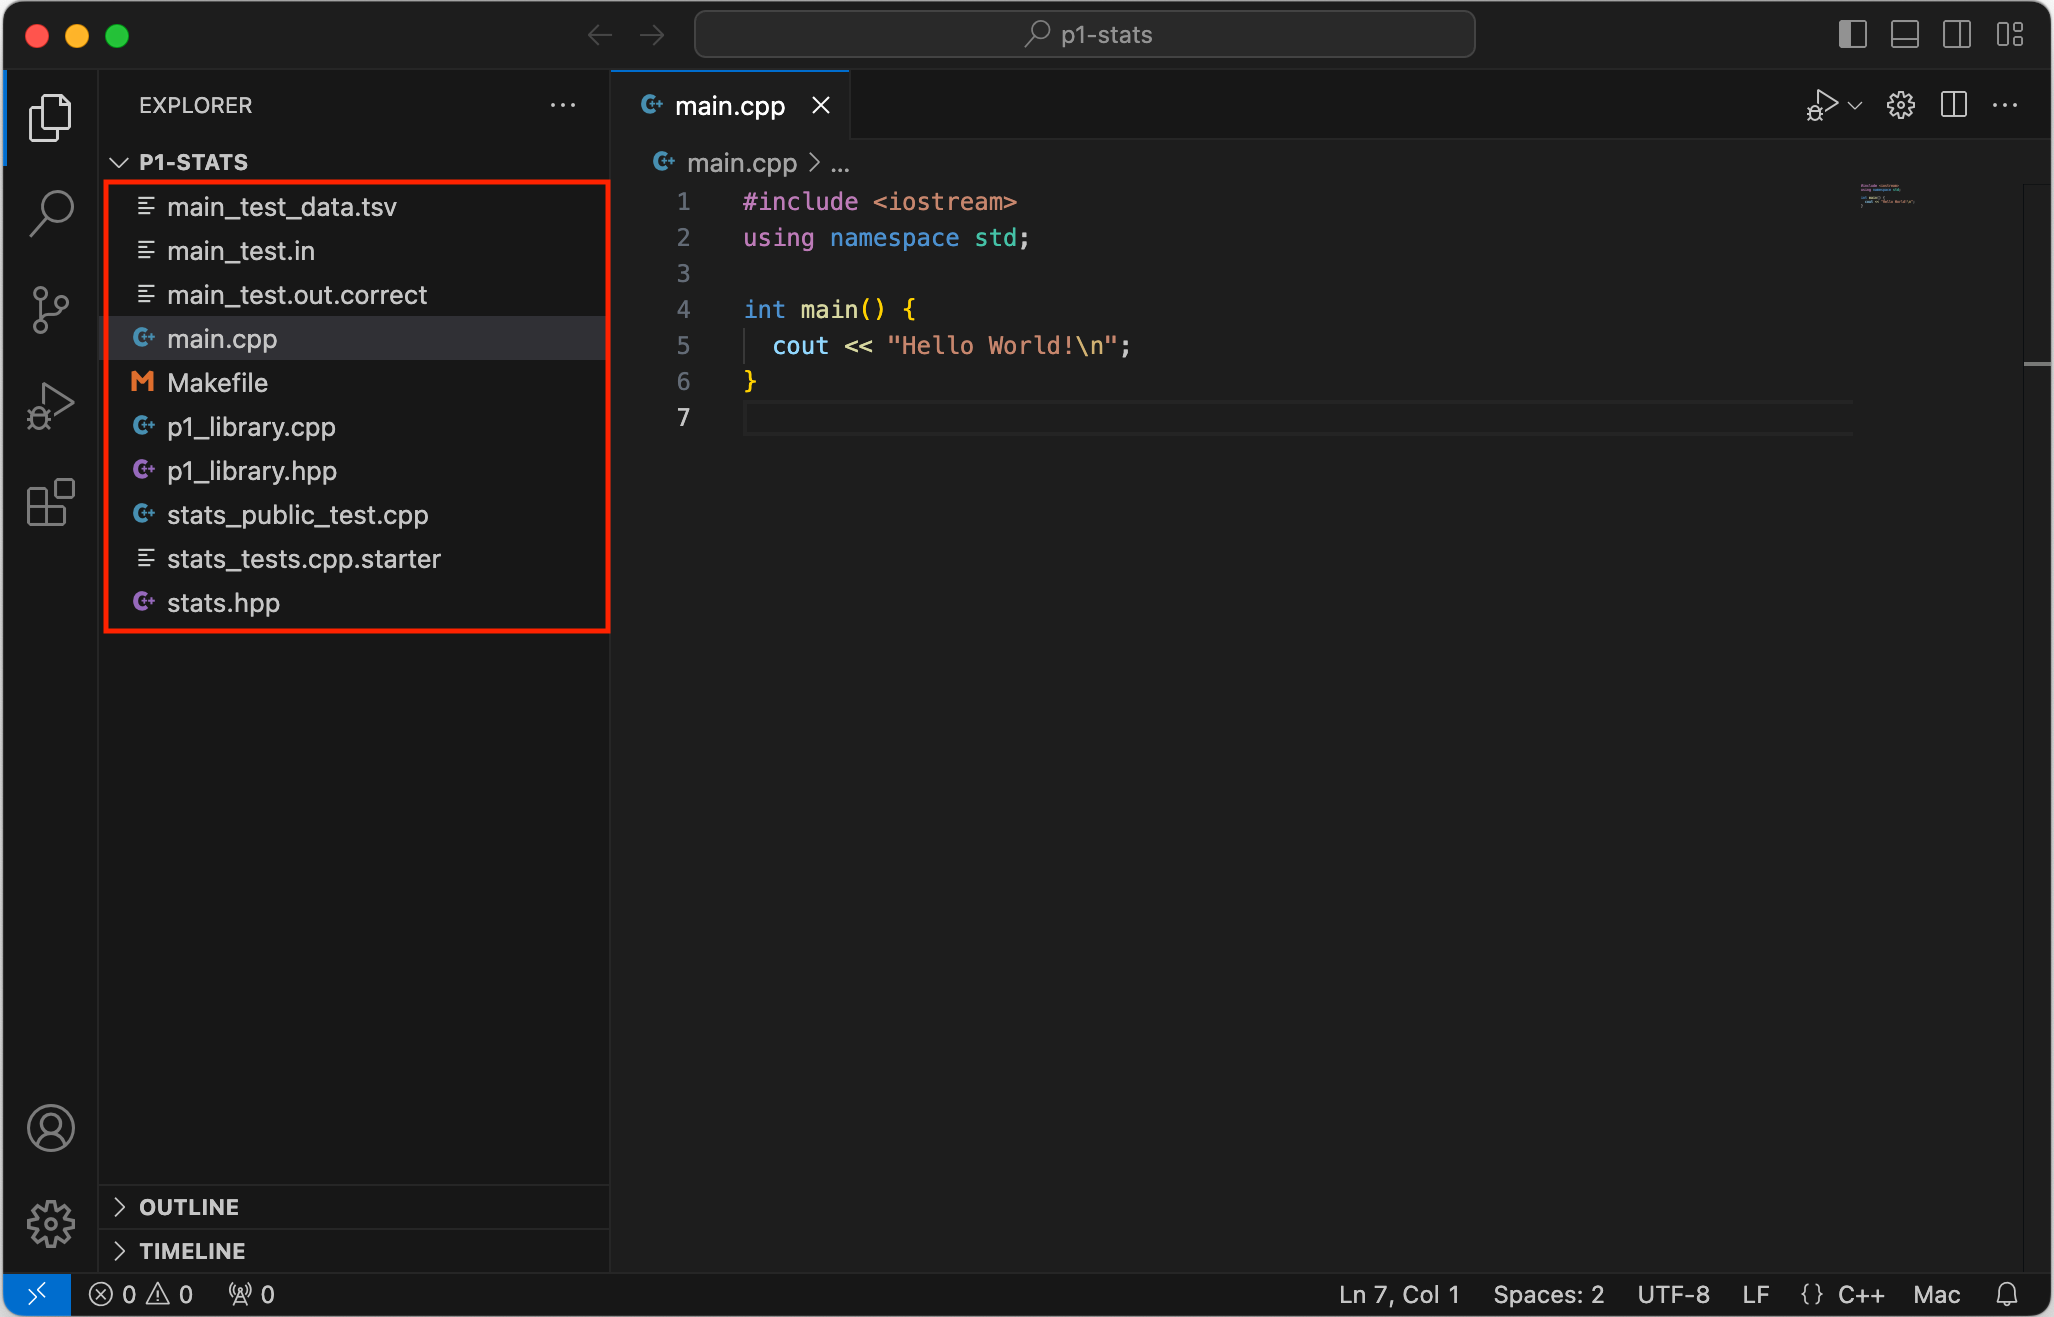 p1-stats
EXPLORER
P1-STATS
main_test_data.tsv
main_test.in
main_test.out.correct
main.cpp
Makefile
p1_library.cpp
p1_library.hpp
stats_public_test.cpp
stats_tests.cpp.starter
stats.hpp
OUTLINE
TIMELINE
main.cpp
main.cpp > ...
1 #include <iostream>
2 using namespace std;
3
4 int main() {
5 cout << "Hello World!\n";
6 }
7
0 0 0
Ln 7, Col 1 Spaces: 2 UTF-8 LF {} C++ Mac